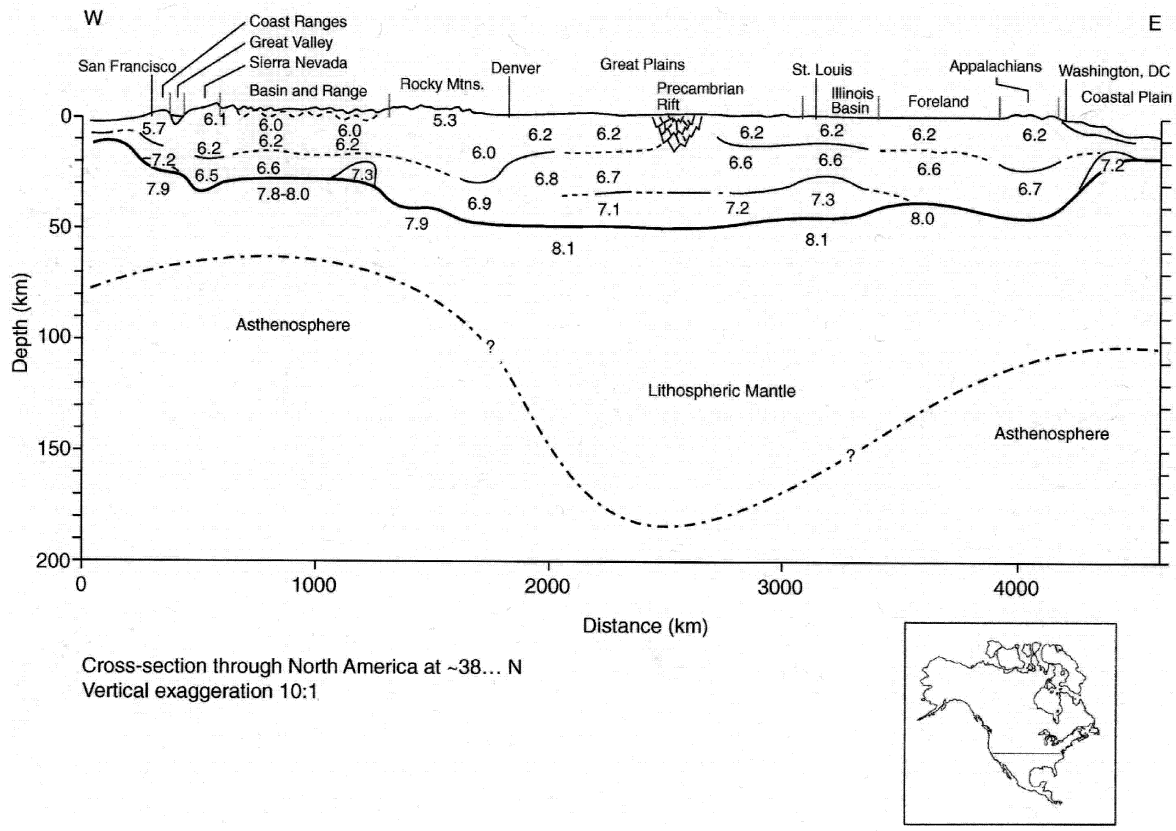 W
E
Coast Ranges
Great Valley
Sierra Nevada
San Francisco
Basin and Range
Rocky Mtns.
Denver
Great Plains
Precambrian
Rift
St. Louis
Illinois
Basin
Foreland
Appalachians
Washington, DC
Coastal Plain
0
5.7
6.1
6.0
6.0
5.3
6.2
6.2
6.2
6.2
6.2
6.2
6.2
6.2
6.2
6.0
7.2
6.5
6.6
7.3
6.8
6.7
6.6
6.6
6.6
6.7
7.2
7.9
7.8-8.0
6.9
7.1
7.2
7.3
7.9
8.0
50
8.1
8.1
Asthenosphere
?
100
Lithospheric Mantle
Asthenosphere
?
150
200
Depth (km)
0
1000
2000
3000
4000
Distance (km)
Cross-section through North America at ~38... N
Vertical exaggeration 10:1